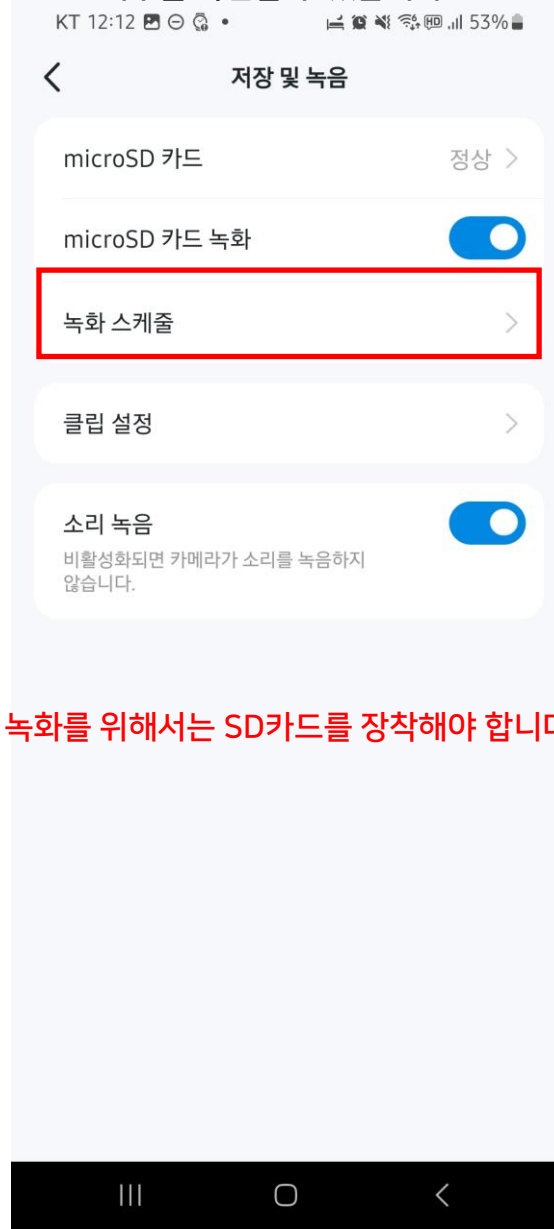 KT 12:12 HD 53%
저장 및 녹음
microSD 카드 정상
microSD 카드 녹화
녹화 스케줄
클립 설정
소리 녹음
비활성화되면 카메라가 소리를 녹음하지
않습니다.
녹화를 위해서는 SD카드를 장착해야 합니다